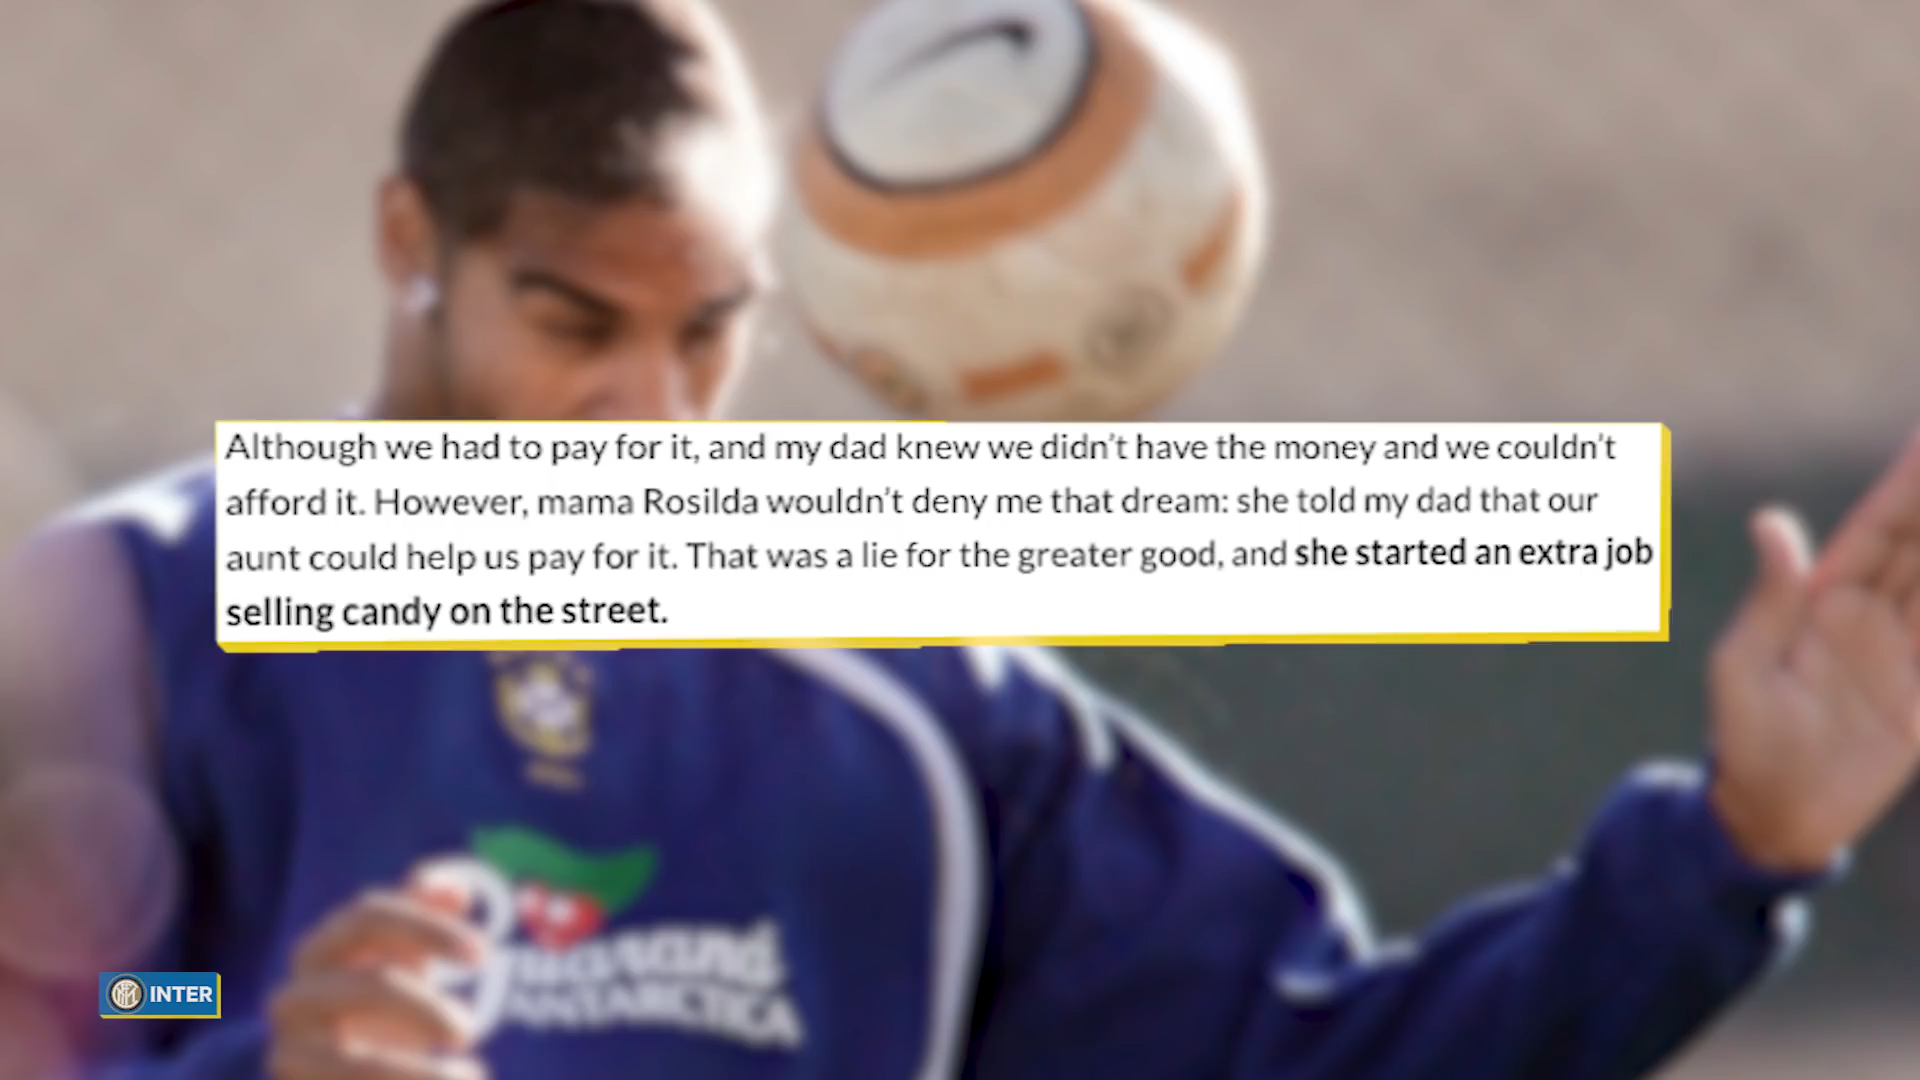 Although we had to pay for it, and my dad knew we didn’t have the money and we couldn’t
afford it. However, mama Rosilda wouldn’t deny me that dream: she told my dad that our
aunt could help us pay for it. That was a lie for the greater good, and she started an extra job
selling candy on the street.
ANTARCTICA
INTER